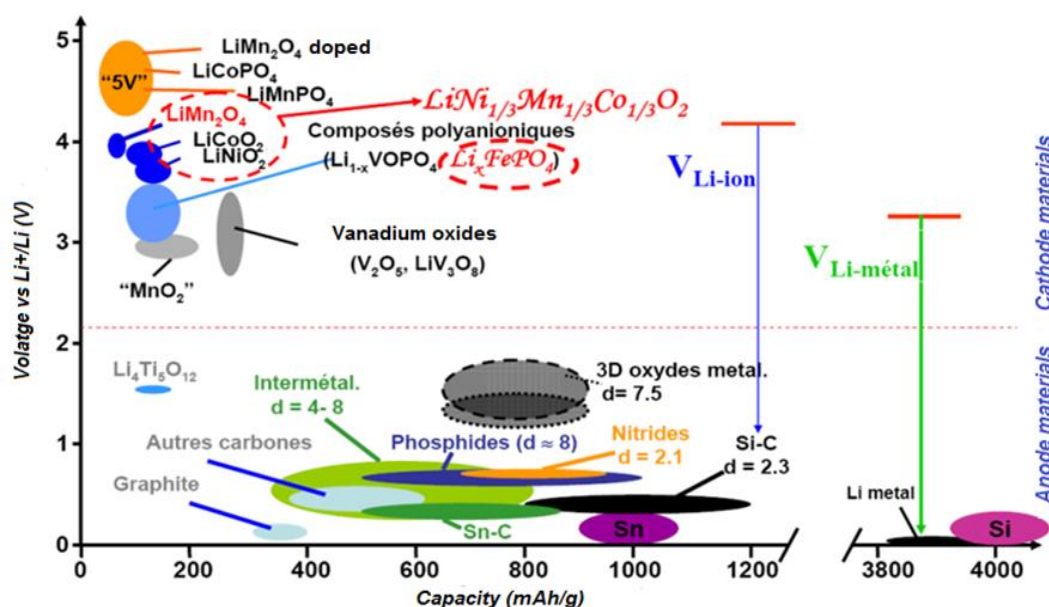 5
4
3
2
1
0
Volatge vs Li+/Li (V)
LiMn₂O₄ doped
LiCoPO₄
"5V"
LiMnPO₄
LiMn₂O₄
LiCoO₂
LiNiO₂
LiNi₁/₃Mn₁/₃Co₁/₃O₂
Composés polyanioniques
(Li₁₋ₓVOPO₄ LiₓFePO₄)
Vanadium oxides
(V₂O₅, LiV₃O₈)
"MnO₂"
V Li-ion
V Li-métal
Cathode materials
Anode materials
Li₄Ti₅O₁₂
Intermétal.
d = 4- 8
3D oxydes metal.
d= 7.5
Autres carbones
Phosphides (d ≈ 8)
Nitrides
d = 2.1
Si-C
d = 2.3
Graphite
Li metal
Sn-C
Sn
Si
0 200 400 600 800 1000 1200 3800 4000
Capacity (mAh/g)